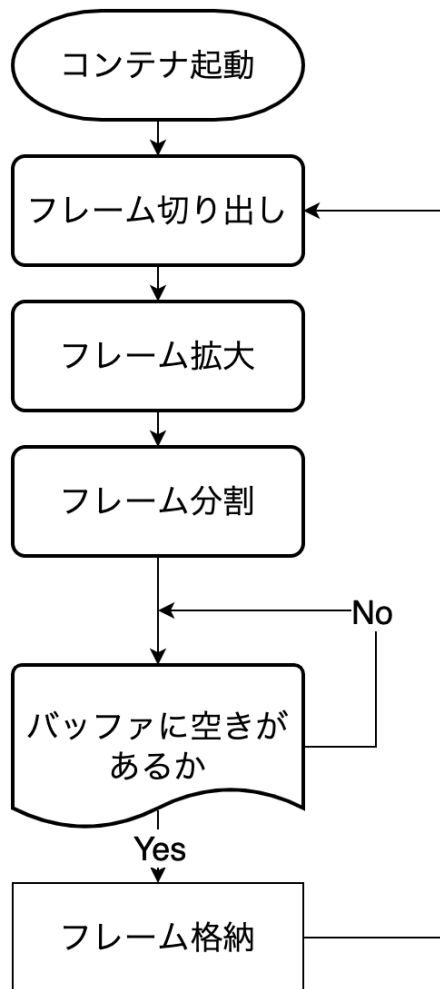 コンテナ起動
フレーム切り出し
フレーム拡大
フレーム分割
No
バッファに空きが
あるか
Yes
フレーム格納